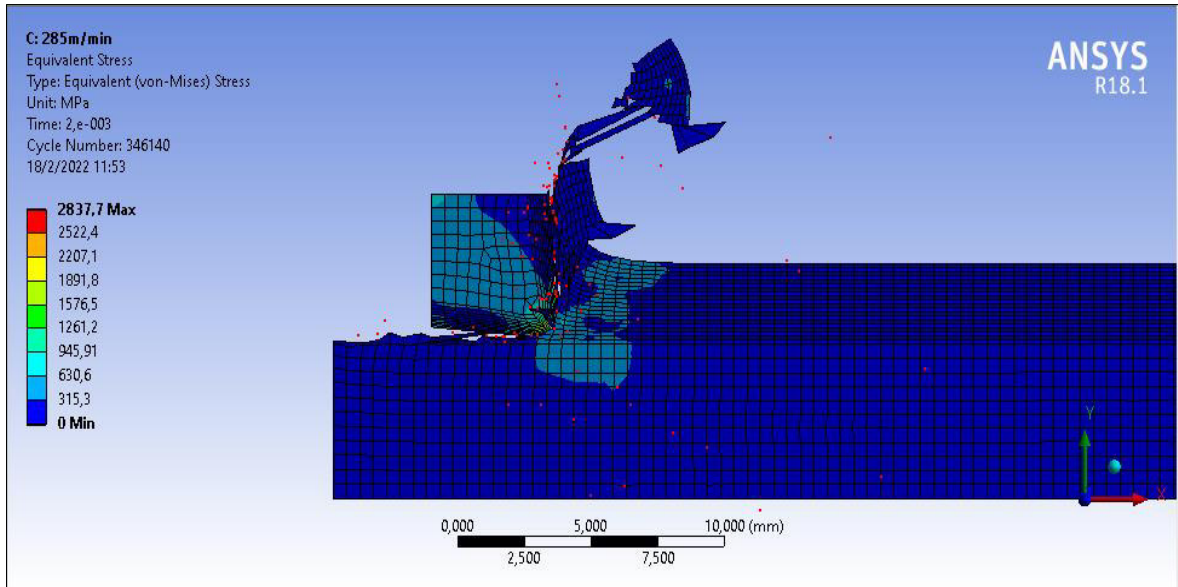 C: 285m/min
Equivalent Stress
Type: Equivalent (von-Mises) Stress
Unit: MPa
Time: 2,e-003
Cycle Number: 346140
18/2/2022 11:53
2837,7 Max
2522,4
2207,1
1891,8
1576,5
1261,2
945,91
630,6
315,3
0 Min
ANSYS
R18.1
Y
X
0,000 5,000 10,000 (mm)
2,500 7,500